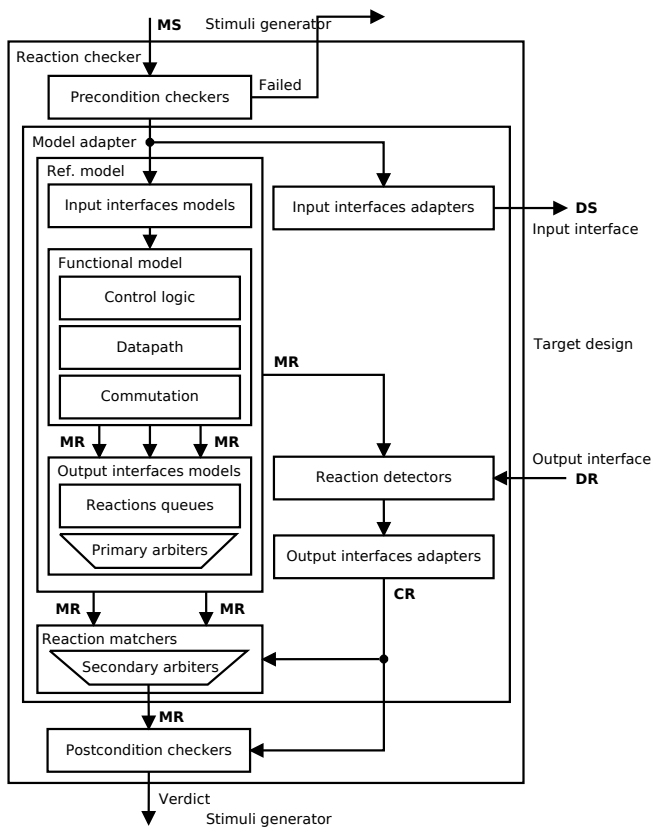 MS Stimuli generator
Reaction checker
Failed
Precondition checkers
Model adapter
Ref. model
Input interfaces models
Input interfaces adapters
DS
Input interface
Functional model
Control logic
Datapath
Target design
MR
Commutation
MR MR
Output interface
Output interfaces models
Reaction detectors
DR
Reactions queues
Primary arbiters
Output interfaces adapters
CR
MR MR
Reaction matchers
Secondary arbiters
MR
Postcondition checkers
Verdict
Stimuli generator